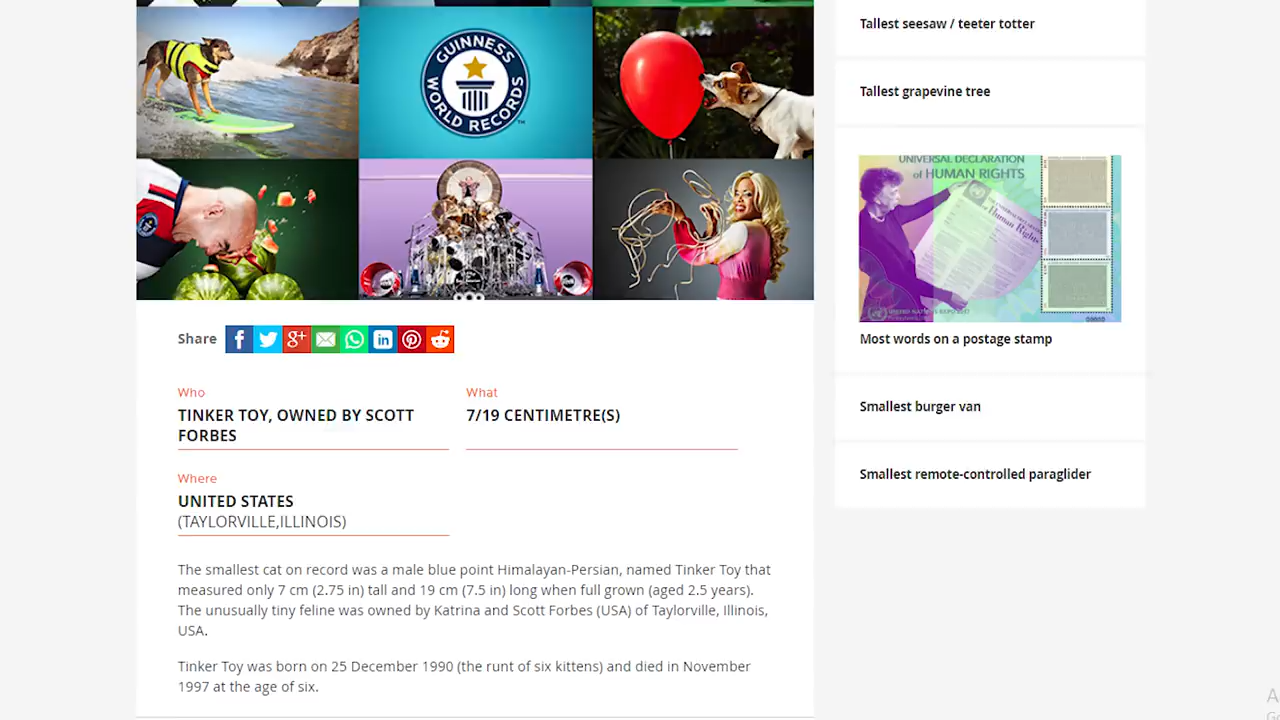 GUINNESS
WORLD RECORDS
TM
Share
Who
TINKER TOY, OWNED BY SCOTT
FORBES
What
7/19 CENTIMETRE(S)
Where
UNITED STATES
(TAYLORVILLE,ILLINOIS)
The smallest cat on record was a male blue point Himalayan-Persian, named Tinker Toy that
measured only 7 cm (2.75 in) tall and 19 cm (7.5 in) long when full grown (aged 2.5 years).
The unusually tiny feline was owned by Katrina and Scott Forbes (USA) of Taylorville, Illinois,
USA.
Tinker Toy was born on 25 December 1990 (the runt of six kittens) and died in November
1997 at the age of six.
Tallest seesaw / teeter totter
Tallest grapevine tree
UNIVERSAL DECLARATION
of HUMAN RIGHTS
Human Rights
Most words on a postage stamp
Smallest burger van
Smallest remote-controlled paraglider